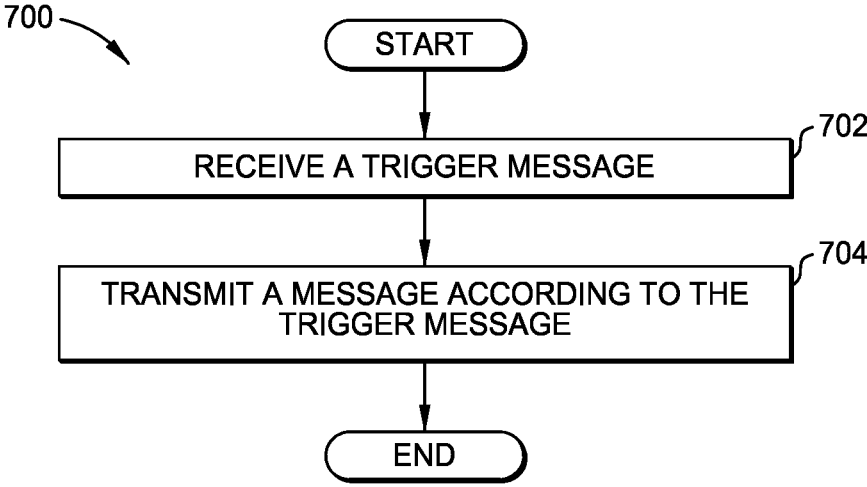 700
START
702
RECEIVE A TRIGGER MESSAGE
704
TRANSMIT A MESSAGE ACCORDING TO THE
TRIGGER MESSAGE
END